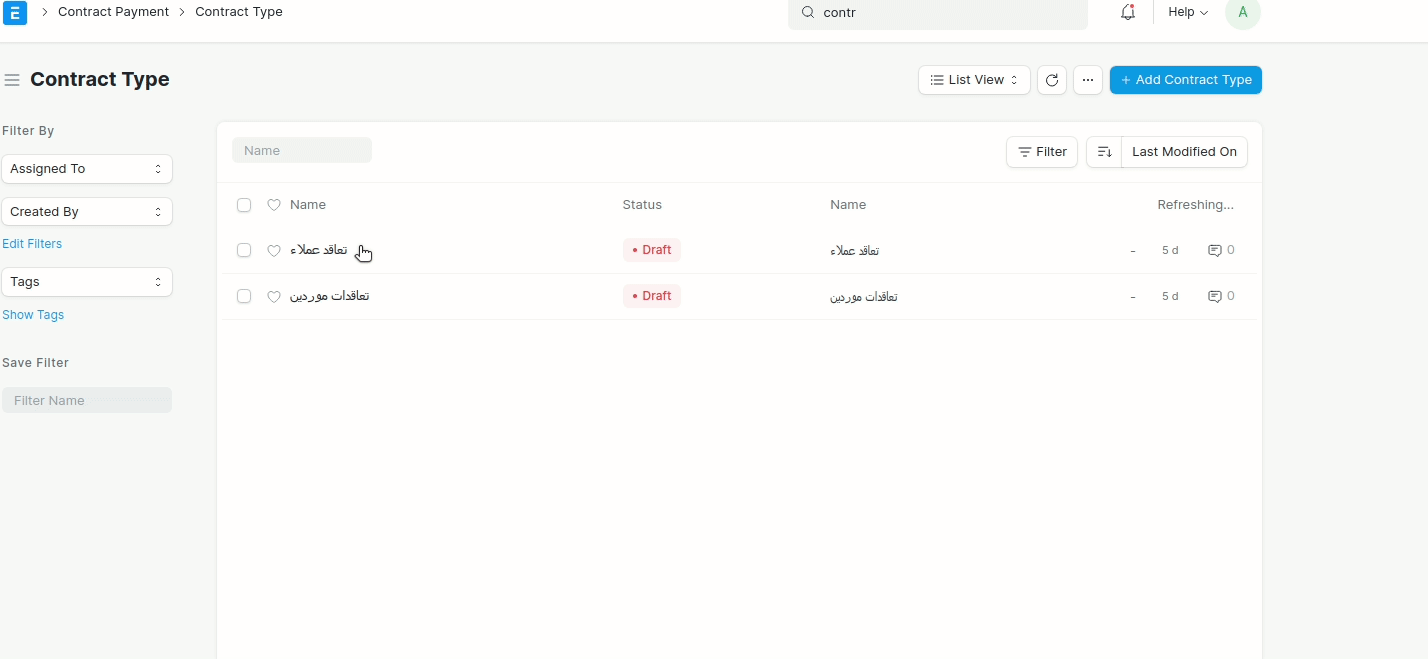 E > Contract Payment > Contract Type
contr
Help
A
Contract Type
List View
...
+ Add Contract Type
Filter By
Assigned To
Created By
Edit Filters
Tags
Show Tags
Save Filter
Filter Name
Name
Filter
Last Modified On
Name Status Name Refreshing...
تعاقد عملاء • Draft تعاقد عملاء - 5 d 0
تعاقدات موردين • Draft تعاقدات موردين - 5 d 0